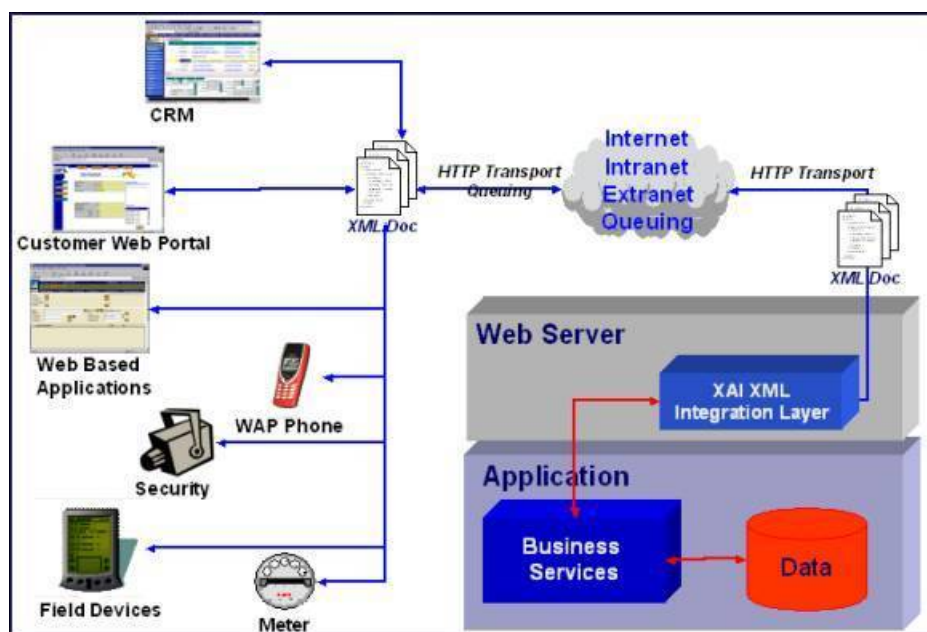 CRM
Internet
Intranet
Extranet
Queuing
HTTP Transport
Queuing
HTTP Transport
XML Doc
Customer Web Portal
XML Doc
Web Server
Web Based
Applications
XAI XML
Integration Layer
WAP Phone
Security
Application
Business
Services
Data
Field Devices
Meter